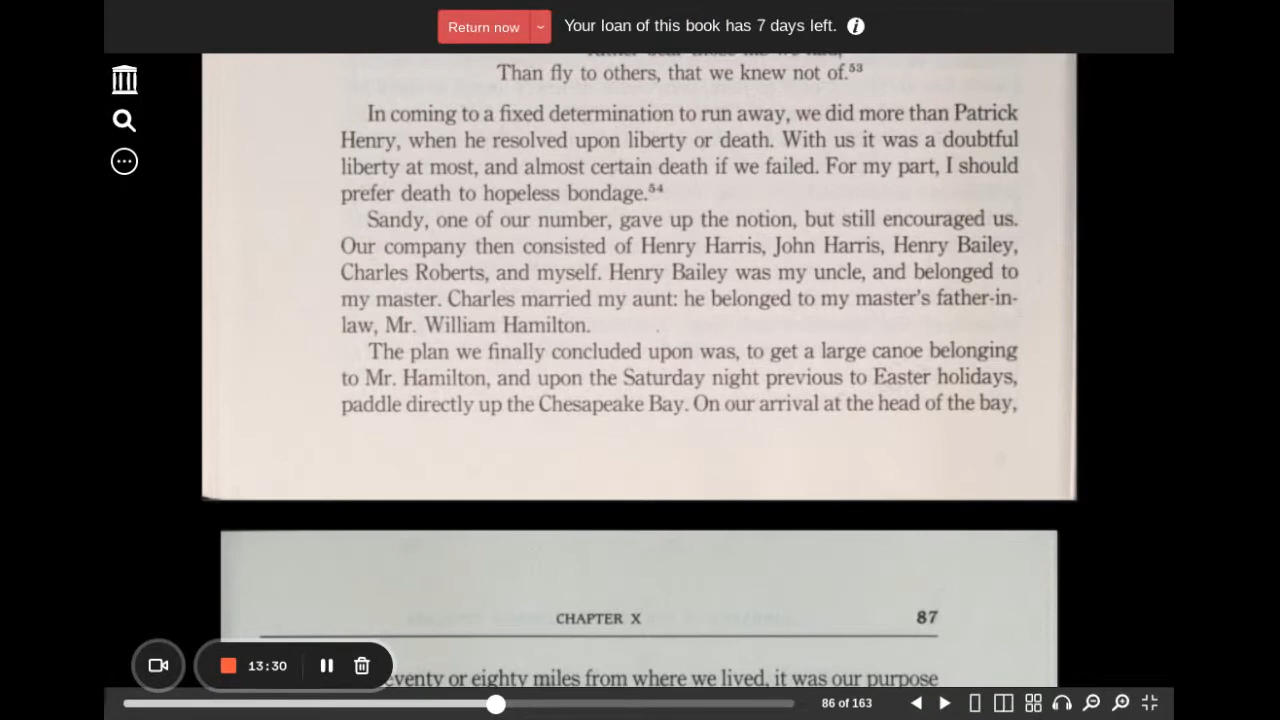 Return now
Your loan of this book has 7 days left.
Than fly to others, that we knew not of.⁵³
In coming to a fixed determination to run away, we did more than Patrick
Henry, when he resolved upon liberty or death. With us it was a doubtful
liberty at most, and almost certain death if we failed. For my part, I should
prefer death to hopeless bondage.⁵⁴
Sandy, one of our number, gave up the notion, but still encouraged us.
Our company then consisted of Henry Harris, John Harris, Henry Bailey,
Charles Roberts, and myself. Henry Bailey was my uncle, and belonged to
my master. Charles married my aunt: he belonged to my master's father-in-
law, Mr. William Hamilton.
The plan we finally concluded upon was, to get a large canoe belonging
to Mr. Hamilton, and upon the Saturday night previous to Easter holidays,
paddle directly up the Chesapeake Bay. On our arrival at the head of the bay,
CHAPTER X 87
or eighty miles from where we lived, it was our purpose
13:30
86 of 163